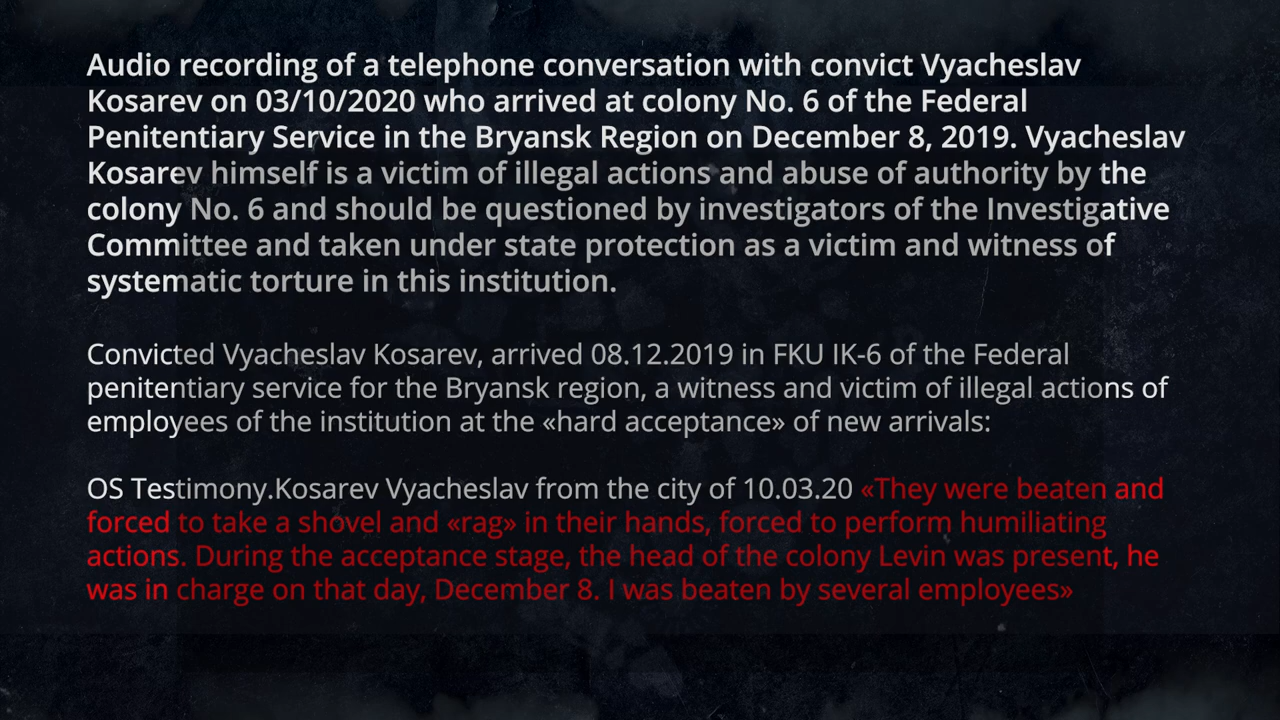 Audio recording of a telephone conversation with convict Vyacheslav
Kosarev on 03/10/2020 who arrived at colony No. 6 of the Federal
Penitentiary Service in the Bryansk Region on December 8, 2019. Vyacheslav
Kosarev himself is a victim of illegal actions and abuse of authority by the
colony No. 6 and should be questioned by investigators of the Investigative
Committee and taken under state protection as a victim and witness of
systematic torture in this institution.
Convicted Vyacheslav Kosarev, arrived 08.12.2019 in FKU IK-6 of the Federal
penitentiary service for the Bryansk region, a witness and victim of illegal actions of
employees of the institution at the «hard acceptance» of new arrivals:
OS Testimony.Kosarev Vyacheslav from the city of 10.03.20 «They were beaten and
forced to take a shovel and «rag» in their hands, forced to perform humiliating
actions. During the acceptance stage, the head of the colony Levin was present, he
was in charge on that day, December 8. I was beaten by several employees»